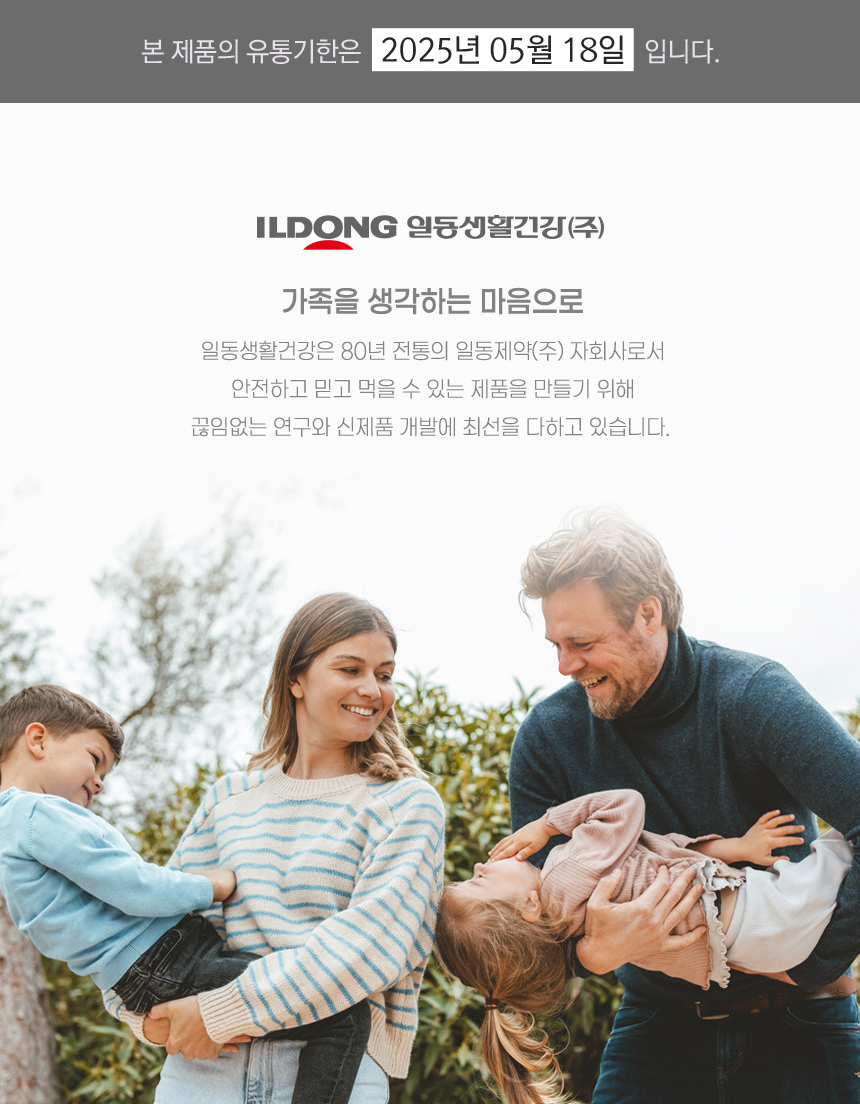 본 제품의 유통기한은 2025년 05월 18일 입니다.
ILDONG 일동생활건강(주)
가족을 생각하는 마음으로
일동생활건강은 80년 전통의 일동제약(주) 자회사로서
안전하고 믿고 먹을 수 있는 제품을 만들기 위해
끊임없는 연구와 신제품 개발에 최선을 다하고 있습니다.